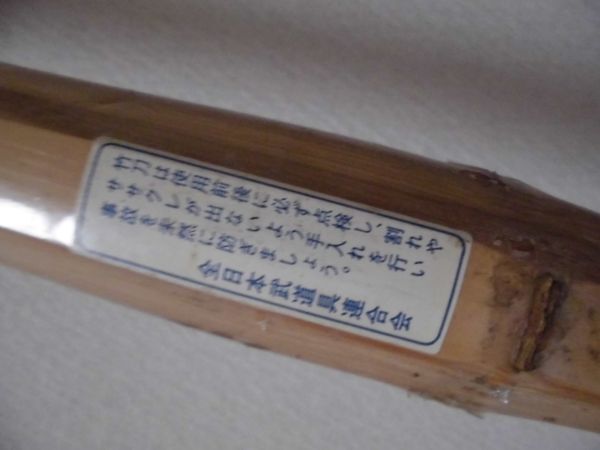 竹刀は使用前後に必ず点検し、割れや
ササクレが出ないよう手入れを行い
事故を未然に防ぎましょう。
全日本武道具連合会